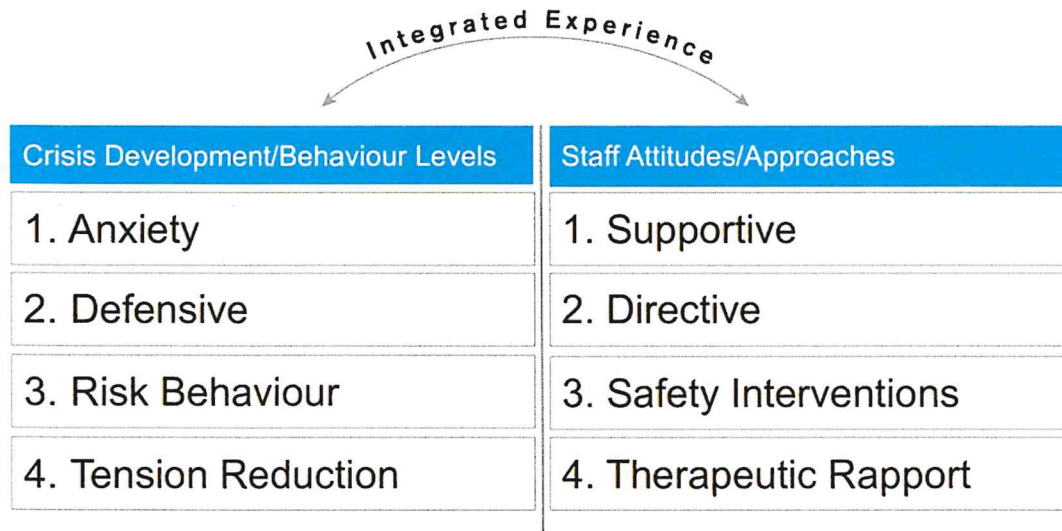 Integrated Experience
Crisis Development/Behaviour Levels
Staff Attitudes/Approaches
1. Anxiety
1. Supportive
2. Defensive
2. Directive
3. Risk Behaviour
3. Safety Interventions
4. Tension Reduction
4. Therapeutic Rapport